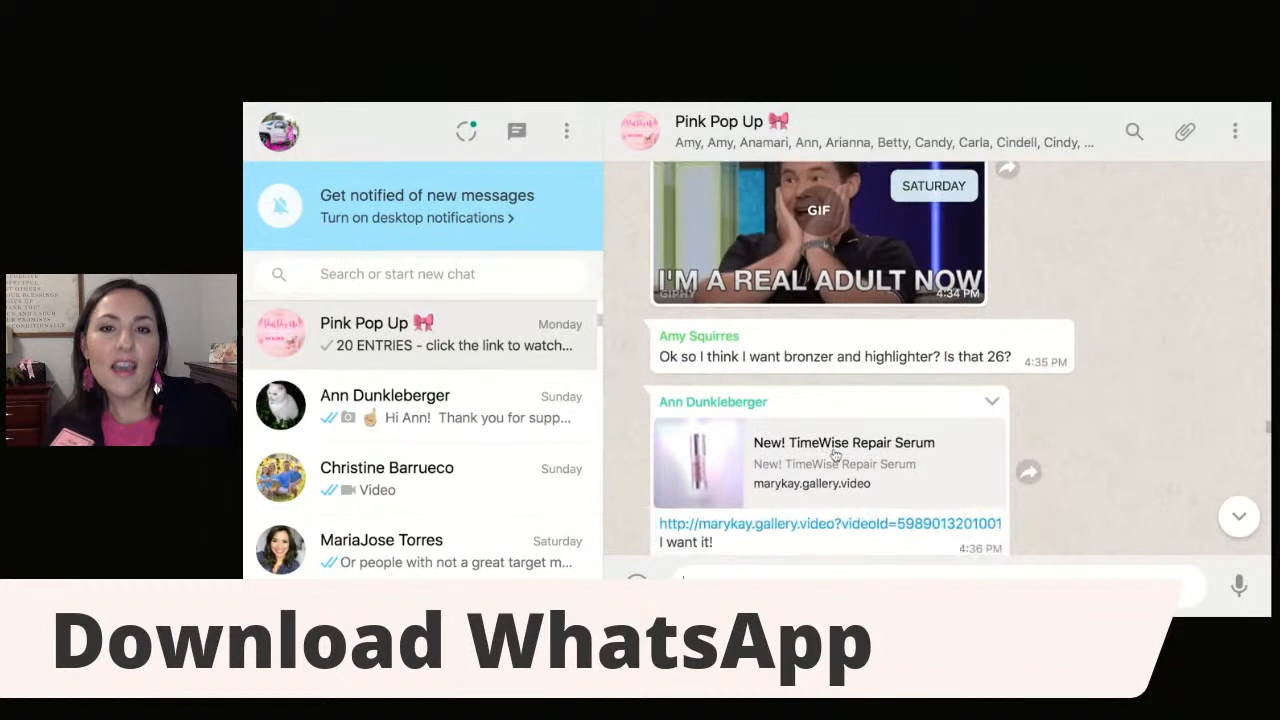 Pink Pop Up 🎀
Amy, Amy, Anamari, Ann, Arianna, Betty, Candy, Carla, Cindell, Cindy, ...
Get notified of new messages
Turn on desktop notifications >
Search or start new chat
Pink Pop Up 🎀 Monday
20 ENTRIES - click the link to watch...
Ann Dunkleberger Sunday
☝🏼 Hi Ann! Thank you for supp...
Christine Barrueco Sunday
Video
MariaJose Torres Saturday
Or people with not a great target m...
SATURDAY
GIF
I'M A REAL ADULT NOW
GIPHY
4:34 PM
Amy Squirres
Ok so I think I want bronzer and highlighter? Is that 26? 4:35 PM
Ann Dunkleberger
New! TimeWise Repair Serum
New! TimeWise Repair Serum
marykay.gallery.video
http://marykay.gallery.video?videoId=5989013201001
I want it!
4:36 PM
Download WhatsApp